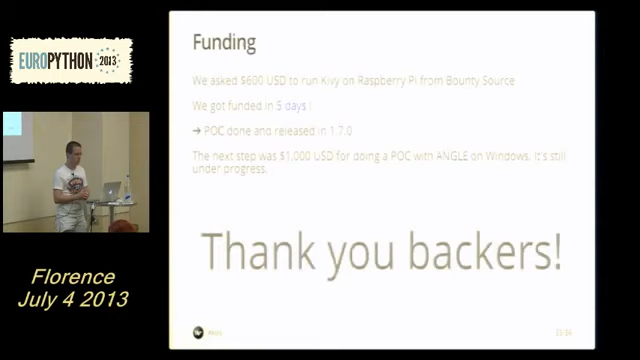 EUROPYTHON 2013
Florence
July 4 2013
Funding
We asked $600 USD to run Kivy on Raspberry Pi from Bounty Source
We got funded in 5 days !
➔ POC done and released in 1.7.0
The next step was $1,000 USD for doing a POC with ANGLE on Windows. It's still
under progress.
Thank you backers!